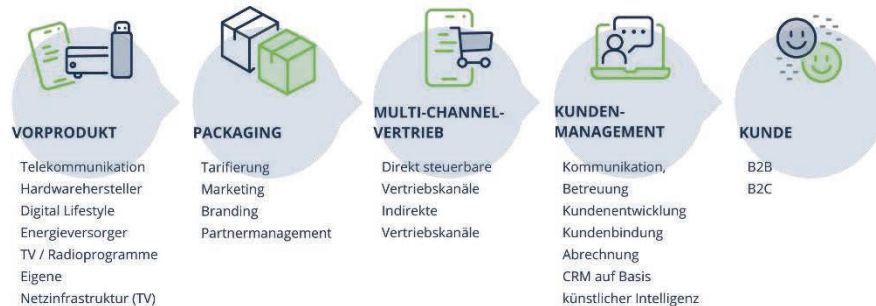 VORPRODUKT
Telekommunikation
Hardwarehersteller
Digital Lifestyle
Energieversorger
TV / Radioprogramme
Eigene
Netzinfrastruktur (TV)
PACKAGING
Tarifierung
Marketing
Branding
Partnermanagement
MULTI-CHANNEL-
VERTRIEB
Direkt steuerbare
Vertriebskanäle
Indirekte
Vertriebskanäle
KUNDEN-
MANAGEMENT
Kommunikation,
Betreuung
Kundenentwicklung
Kundenbindung
Abrechnung
CRM auf Basis
künstlicher Intelligenz
KUNDE
B2B
B2C